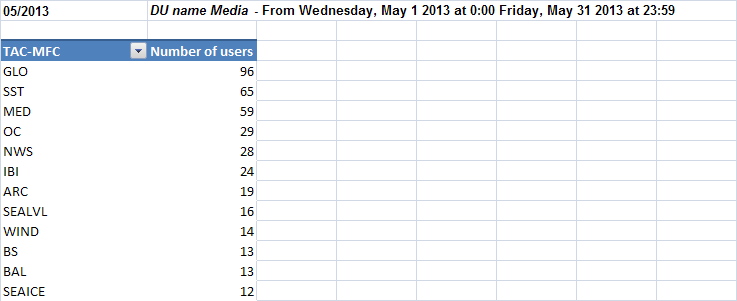 05/2013 DU name Media - From Wednesday, May 1 2013 at 0:00 Friday, May 31 2013 at 23:59
TAC-MFC Number of users
GLO 96
SST 65
MED 59
OC 29
NWS 28
IBI 24
ARC 19
SEALVL 16
WIND 14
BS 13
BAL 13
SEAICE 12